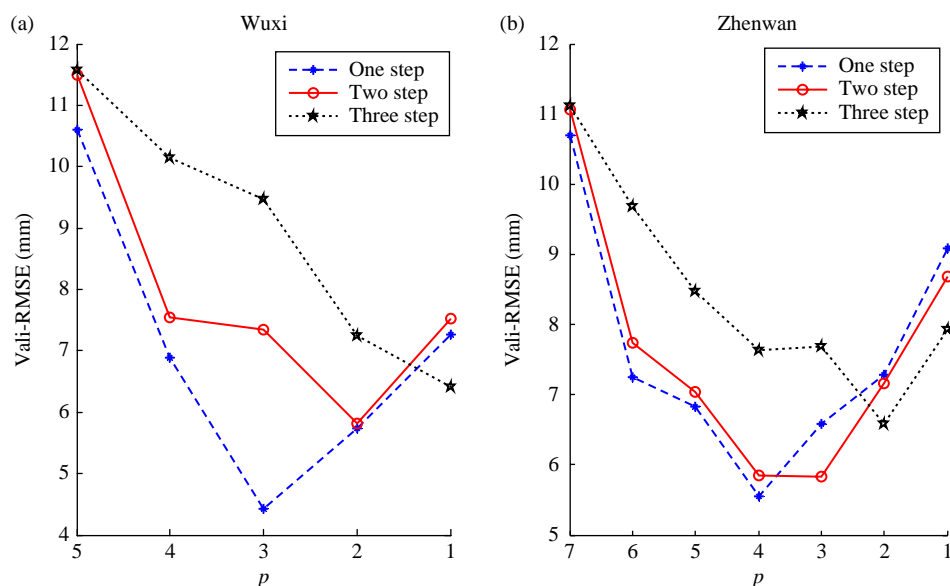 (a)
Wuxi
12
11
10
9
8
7
6
5
4
Vali-RMSE (mm)
5 4 3 2 1
p
One step
Two step
Three step
(b)
Zhenwan
12
11
10
9
8
7
6
5
Vali-RMSE (mm)
7 6 5 4 3 2 1
p
One step
Two step
Three step